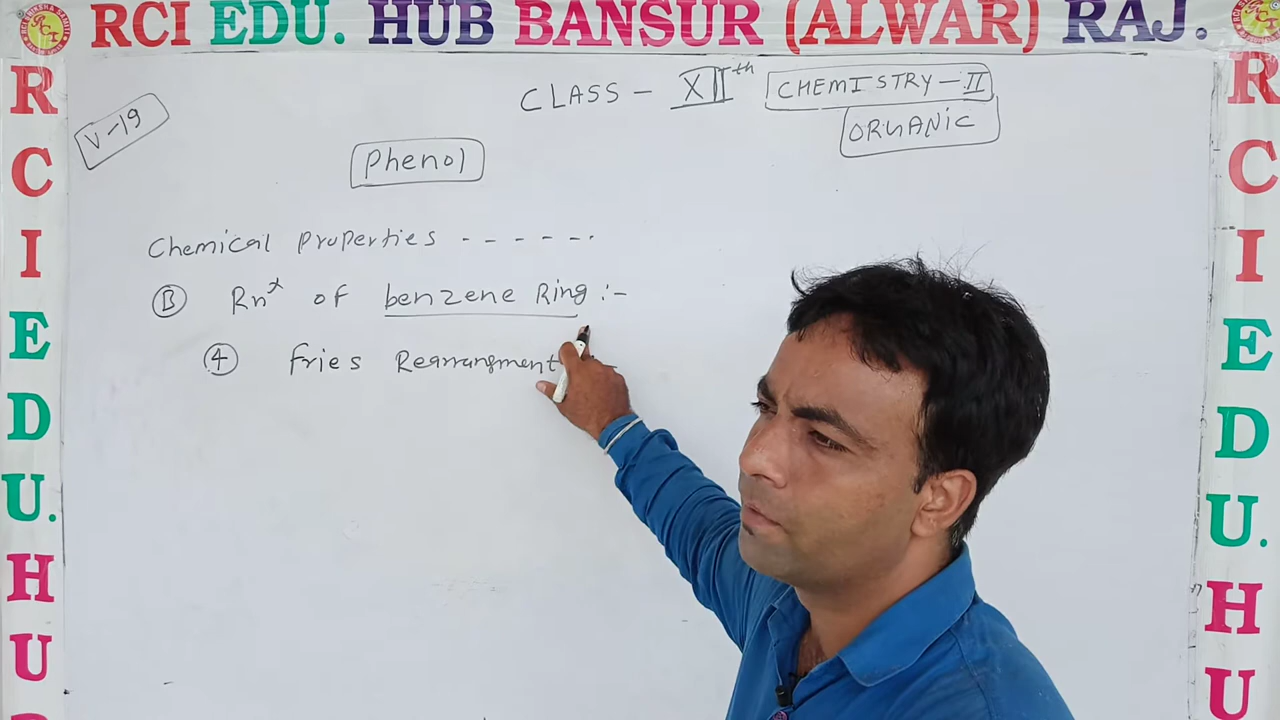 RCI EDU. HUB BANSUR (ALWAR) RAJ.
CLASS - XIIth CHEMISTRY-II
ORGANIC
V-19
Phenol
Chemical Properties ------
B Rnx of benzene Ring :-
4 Fries Rearrangment
R C I E D U. H U
R C I E D U. H U